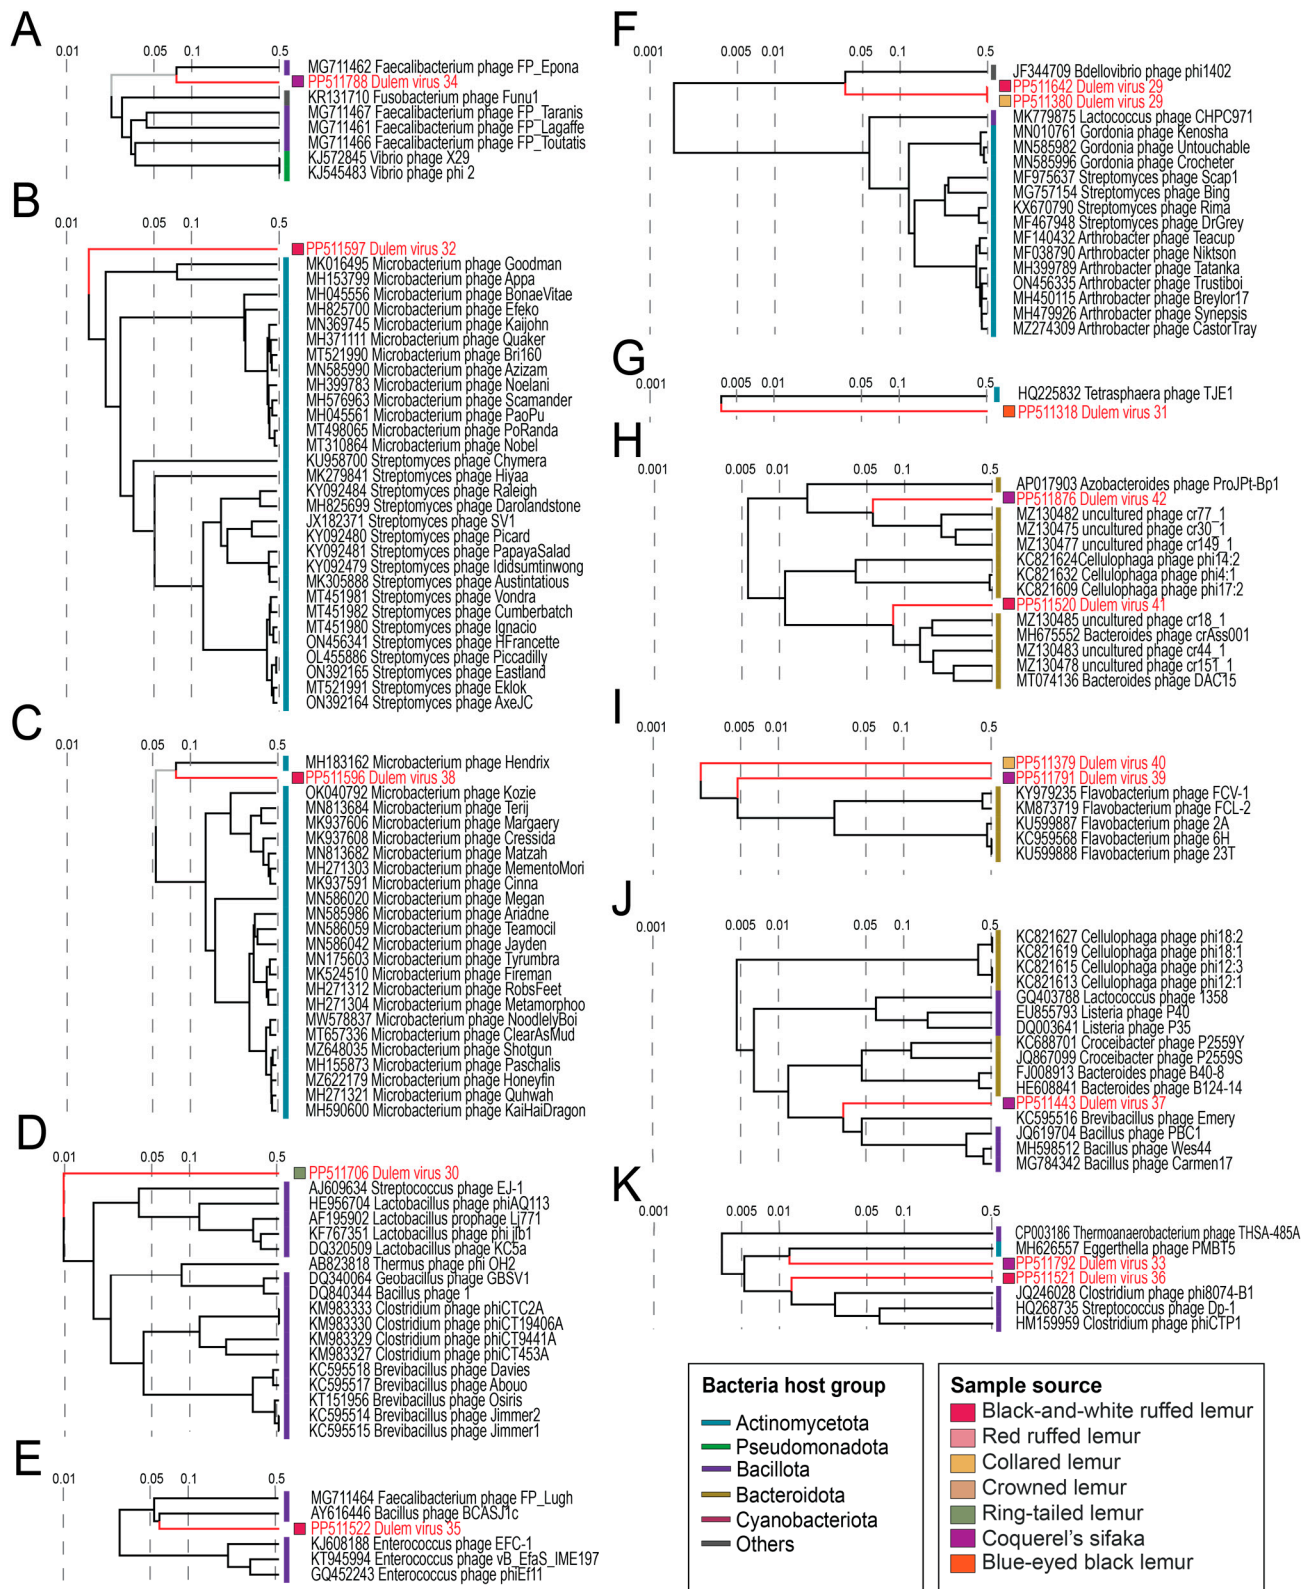 A
0.01 0.05 0.1 0.5
MG711462 Faecalibacterium phage FP_Epona
PP511788 Dulem virus 34
KR131710 Fusobacterium phage Funu1
MG711467 Faecalibacterium phage FP_Taranis
MG711461 Faecalibacterium phage FP_Lagaffe
MG711466 Faecalibacterium phage FP_Toutatis
KJ572845 Vibrio phage X29
KJ545483 Vibrio phage phi 2
B
0.01 0.05 0.1 0.5
PP511597 Dulem virus 32
MK016495 Microbacterium phage Goodman
MH153799 Microbacterium phage Appa
MH045556 Microbacterium phage BonaeVitae
MH825700 Microbacterium phage Efeko
MN369745 Microbacterium phage Kaijohn
MH371111 Microbacterium phage Quaker
MT521990 Microbacterium phage Bri160
MN585990 Microbacterium phage Azizam
MH399783 Microbacterium phage Noelani
MH576963 Microbacterium phage Scamander
MH045561 Microbacterium phage PaoPu
MT498065 Microbacterium phage PoRanda
MT310864 Microbacterium phage Nobel
KU958700 Streptomyces phage Chymera
MK279841 Streptomyces phage Hiyaa
KY092484 Streptomyces phage Raleigh
MH825699 Streptomyces phage Darolandstone
JX182371 Streptomyces phage SV1
KY092480 Streptomyces phage Picard
KY092481 Streptomyces phage PapayaSalad
KY092479 Streptomyces phage Ididsumtinwong
MK305888 Streptomyces phage Austintatious
MT451981 Streptomyces phage Vondra
MT451982 Streptomyces phage Cumberbatch
MT451980 Streptomyces phage Ignacio
ON456341 Streptomyces phage HFrancette
OL455886 Streptomyces phage Piccadilly
ON392165 Streptomyces phage Eastland
MT521991 Streptomyces phage Eklok
ON392164 Streptomyces phage AxeJC
C
0.01 0.05 0.1 0.5
MH183162 Microbacterium phage Hendrix
PP511596 Dulem virus 38
OK040792 Microbacterium phage Kozie
MN813684 Microbacterium phage Terij
MK937606 Microbacterium phage Margaery
MK937608 Microbacterium phage Cressida
MN813682 Microbacterium phage Matzah
MH271303 Microbacterium phage MementoMori
MK937591 Microbacterium phage Cinna
MN586020 Microbacterium phage Megan
MN585986 Microbacterium phage Ariadne
MN586059 Microbacterium phage Teamocil
MN586042 Microbacterium phage Jayden
MN175603 Microbacterium phage Tyrumbra
MK524510 Microbacterium phage Fireman
MH271312 Microbacterium phage RobsFeet
MH271304 Microbacterium phage Metamorphoo
MW578837 Microbacterium phage NoodlelyBoi
MT657336 Microbacterium phage ClearAsMud
MZ648035 Microbacterium phage Shotgun
MH155873 Microbacterium phage Paschalis
MZ622179 Microbacterium phage Honeyfin
MH271321 Microbacterium phage Quhwah
MH590600 Microbacterium phage KaiHaiDragon
D
0.01 0.05 0.1 0.5
PP511706 Dulem virus 30
AJ609634 Streptococcus phage EJ-1
HE956704 Lactobacillus phage phiAQ113
AF195902 Lactobacillus prophage Lj771
KF767351 Lactobacillus phi jlb1
DQ320509 Lactobacillus phage KC5a
AB823818 Thermus phage phi OH2
DQ340064 Geobacillus phage GBSV1
DQ840344 Bacillus phage 1
KM983333 Clostridium phage phiCTC2A
KM983330 Clostridium phage phiCT19406A
KM983329 Clostridium phage phiCT9441A
KM983327 Clostridium phage phiCT453A
KC595518 Brevibacillus phage Davies
KC595517 Brevibacillus phage Abouo
KT151956 Brevibacillus phage Osiris
KC595514 Brevibacillus phage Jimmer2
KC595515 Brevibacillus phage Jimmer1
E
0.01 0.05 0.1 0.5
MG711464 Faecalibacterium phage FP_Lugh
AY616446 Bacillus phage BCASJ1c
PP511522 Dulem virus 35
KJ608188 Enterococcus phage EFC-1
KT945994 Enterococcus phage vB_EfaS_IME197
GQ452243 Enterococcus phage phiEf11
F
0.001 0.005 0.01 0.05 0.1 0.5
JF344709 Bdellovibrio phage phi1402
PP511642 Dulem virus 29
PP511380 Dulem virus 29
MK779875 Lactococcus phage CHPC971
MN010761 Gordonia phage Kenosha
MN585982 Gordonia phage Untouchable
MN585996 Gordonia phage Crocheter
MF975637 Streptomyces phage Scap1
MG757154 Streptomyces phage Bing
KX670790 Streptomyces phage Rima
MF467948 Streptomyces phage DrGrey
MF140432 Arthrobacter phage Teacup
MF038790 Arthrobacter phage Niktson
MH399789 Arthrobacter phage Tatanka
ON456335 Arthrobacter phage Trustiboi
MH450115 Arthrobacter phage Breylor17
MH479926 Arthrobacter phage Synepsis
MZ274309 Arthrobacter phage CastorTray
G
0.001 0.005 0.01 0.05 0.1 0.5
HQ225832 Tetrasphaera phage TJE1
PP511318 Dulem virus 31
H
0.001 0.005 0.01 0.05 0.1 0.5
AP017903 Azobacteroides phage ProJPt-Bp1
PP511876 Dulem virus 42
MZ130482 uncultured phage cr77_1
MZ130475 uncultured phage cr30_1
MZ130477 uncultured phage cr149_1
KC821624Cellulophaga phage phi14:2
KC821632 Cellulophaga phage phi4:1
KC821609 Cellulophaga phage phi17:2
PP511520 Dulem virus 41
MZ130485 uncultured phage cr18_1
MH675552 Bacteroides phage crAss001
MZ130483 uncultured phage cr44_1
MZ130478 uncultured phage cr151_1
MT074136 Bacteroides phage DAC15
I
0.001 0.005 0.01 0.05 0.1 0.5
PP511379 Dulem virus 40
PP511791 Dulem virus 39
KY979235 Flavobacterium phage FCV-1
KM873719 Flavobacterium phage FCL-2
KU599887 Flavobacterium phage 2A
KC959568 Flavobacterium phage 6H
KU599888 Flavobacterium phage 23T
J
0.001 0.005 0.01 0.05 0.1 0.5
KC821627 Cellulophaga phage phi18:2
KC821619 Cellulophaga phage phi18:1
KC821615 Cellulophaga phage phi12:3
KC821613 Cellulophaga phage phi12:1
GQ403788 Lactococcus phage 1358
EU855793 Listeria phage P40
DQ003641 Listeria phage P35
KC688701 Croceibacter phage P2559Y
JQ867099 Croceibacter phage P2559S
FJ008913 Bacteroides phage B40-8
HE608841 Bacteroides phage B124-14
PP511443 Dulem virus 37
KC595516 Brevibacillus phage Emery
JQ619704 Bacillus phage PBC1
MH598512 Bacillus phage Wes44
MG784342 Bacillus phage Carmen17
K
0.001 0.005 0.01 0.05 0.1 0.5
CP003186 Thermoanaerobacterium phage THSA-485A
MH626557 Eggerthella phage PMBT5
PP511792 Dulem virus 33
PP511521 Dulem virus 36
JQ246028 Clostridium phage phi8074-B1
HQ268735 Streptococcus phage Dp-1
HM159959 Clostridium phage phiCTP1
Bacteria host group
Actinomycetota
Pseudomonadota
Bacillota
Bacteroidota
Cyanobacteriota
Others
Sample source
Black-and-white ruffed lemur
Red ruffed lemur
Collared lemur
Crowned lemur
Ring-tailed lemur
Coquerel's sifaka
Blue-eyed black lemur